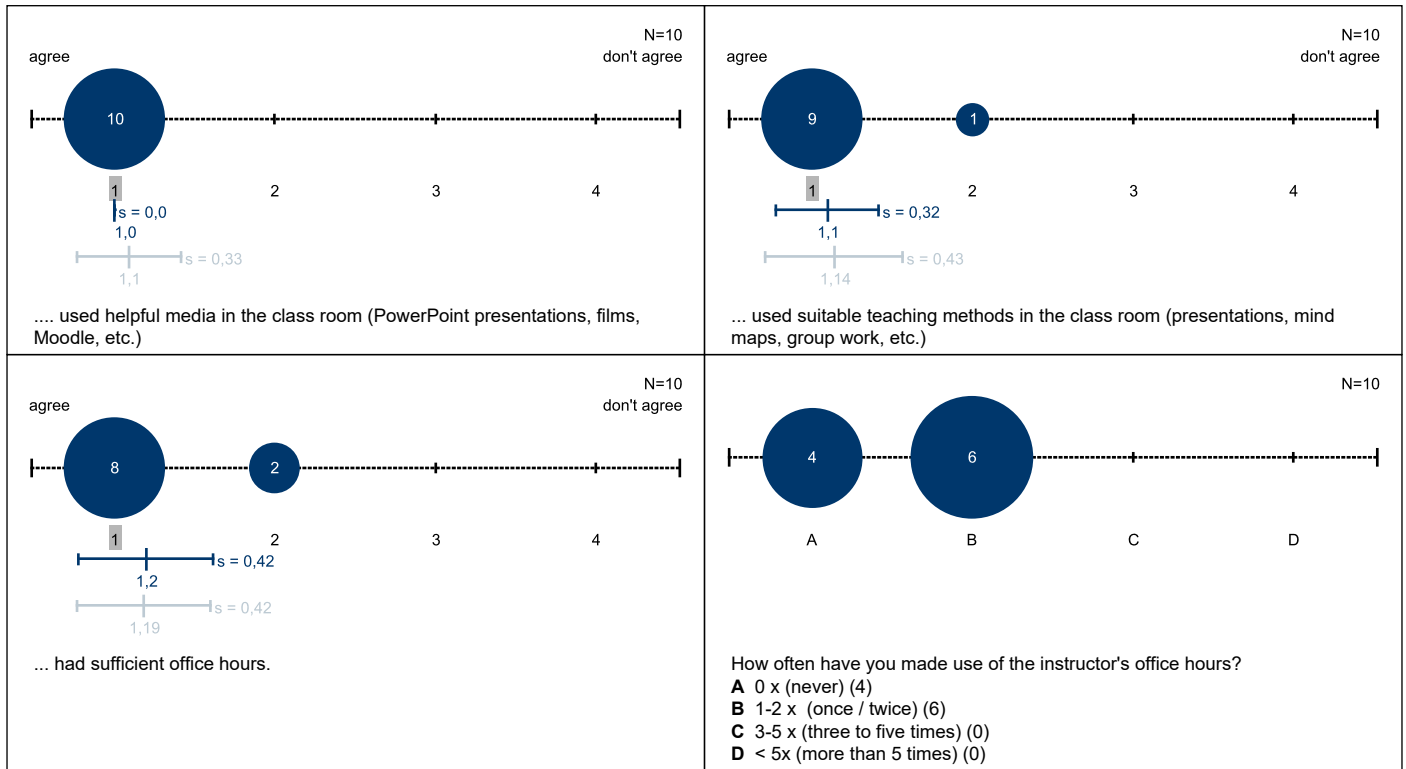 N=10
agree
don't agree
10
1
2
3
4
s = 0,0
1,0
s = 0,33
1,1
.... used helpful media in the class room (PowerPoint presentations, films,
Moodle, etc.)
N=10
agree
don't agree
9
1
1
2
3
4
s = 0,32
1,1
s = 0,43
1,14
... used suitable teaching methods in the class room (presentations, mind
maps, group work, etc.)
N=10
agree
don't agree
8
2
1
2
3
4
s = 0,42
1,2
s = 0,42
1,19
... had sufficient office hours.
N=10
4
6
A
B
C
D
How often have you made use of the instructor's office hours?
A 0 x (never) (4)
B 1-2 x (once / twice) (6)
C 3-5 x (three to five times) (0)
D < 5x (more than 5 times) (0)